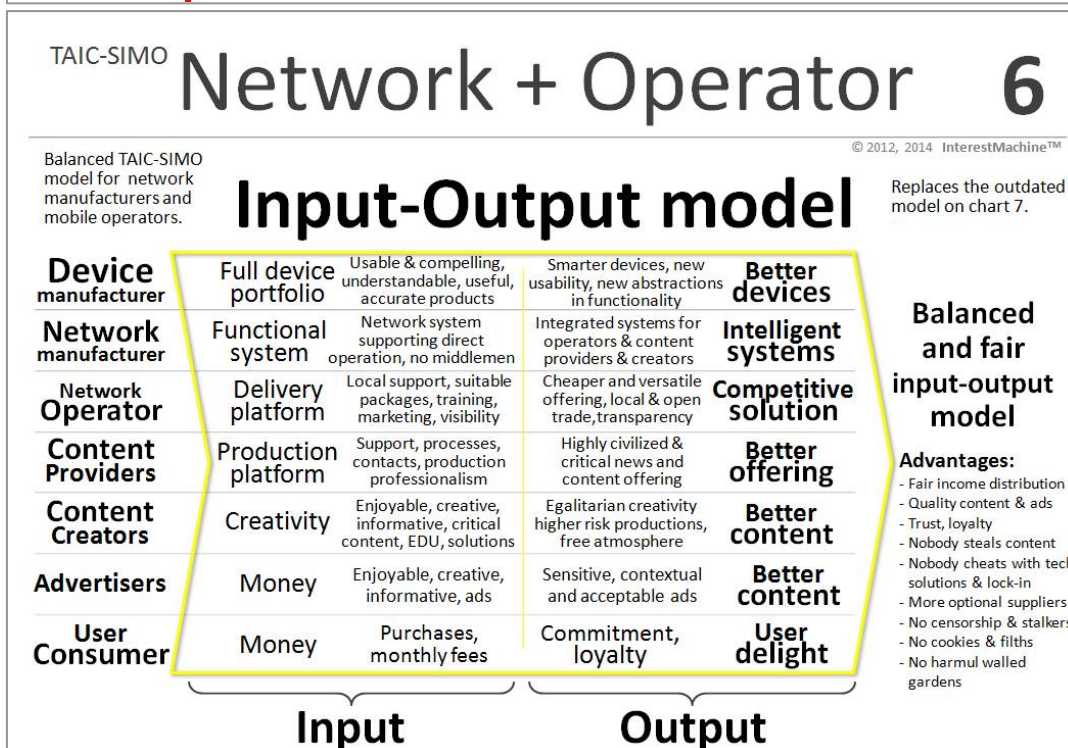 TAIC-SIMO
Network + Operator 6
© 2012, 2014 InterestMachine™
Balanced TAIC-SIMO
model for network
manufacturers and
mobile operators.
Input-Output model
Replaces the outdated
model on chart 7.
Device
manufacturer
Full device
portfolio
Usable & compelling,
understandable, useful,
accurate products
Smarter devices, new
usability, new abstractions
in functionality
Better
devices
Network
manufacturer
Functional
system
Network system
supporting direct
operation, no middlemen
Integrated systems for
operators & content
providers & creators
Intelligent
systems
Network
Operator
Delivery
platform
Local support, suitable
packages, training,
marketing, visibility
Cheaper and versatile
offering, local & open
trade,transparency
Competitive
solution
Content
Providers
Production
platform
Support, processes,
contacts, production
professionalism
Highly civilized &
critical news and
content offering
Better
offering
Content
Creators
Creativity
Enjoyable, creative,
informative, critical
content, EDU, solutions
Egalitarian creativity
higher risk productions,
free atmosphere
Better
content
Advertisers
Money
Enjoyable, creative,
informative, ads
Sensitive, contextual
and acceptable ads
Better
content
User
Consumer
Money
Purchases,
monthly fees
Commitment,
loyalty
User
delight
Balanced
and fair
input-output
model
Advantages:
- Fair income distribution
- Quality content & ads
- Trust, loyalty
- Nobody steals content
- Nobody cheats with tech
solutions & lock-in
- More optional suppliers
- No censorship & stalkers
- No cookies & filths
- No harmul walled
gardens
Input
Output